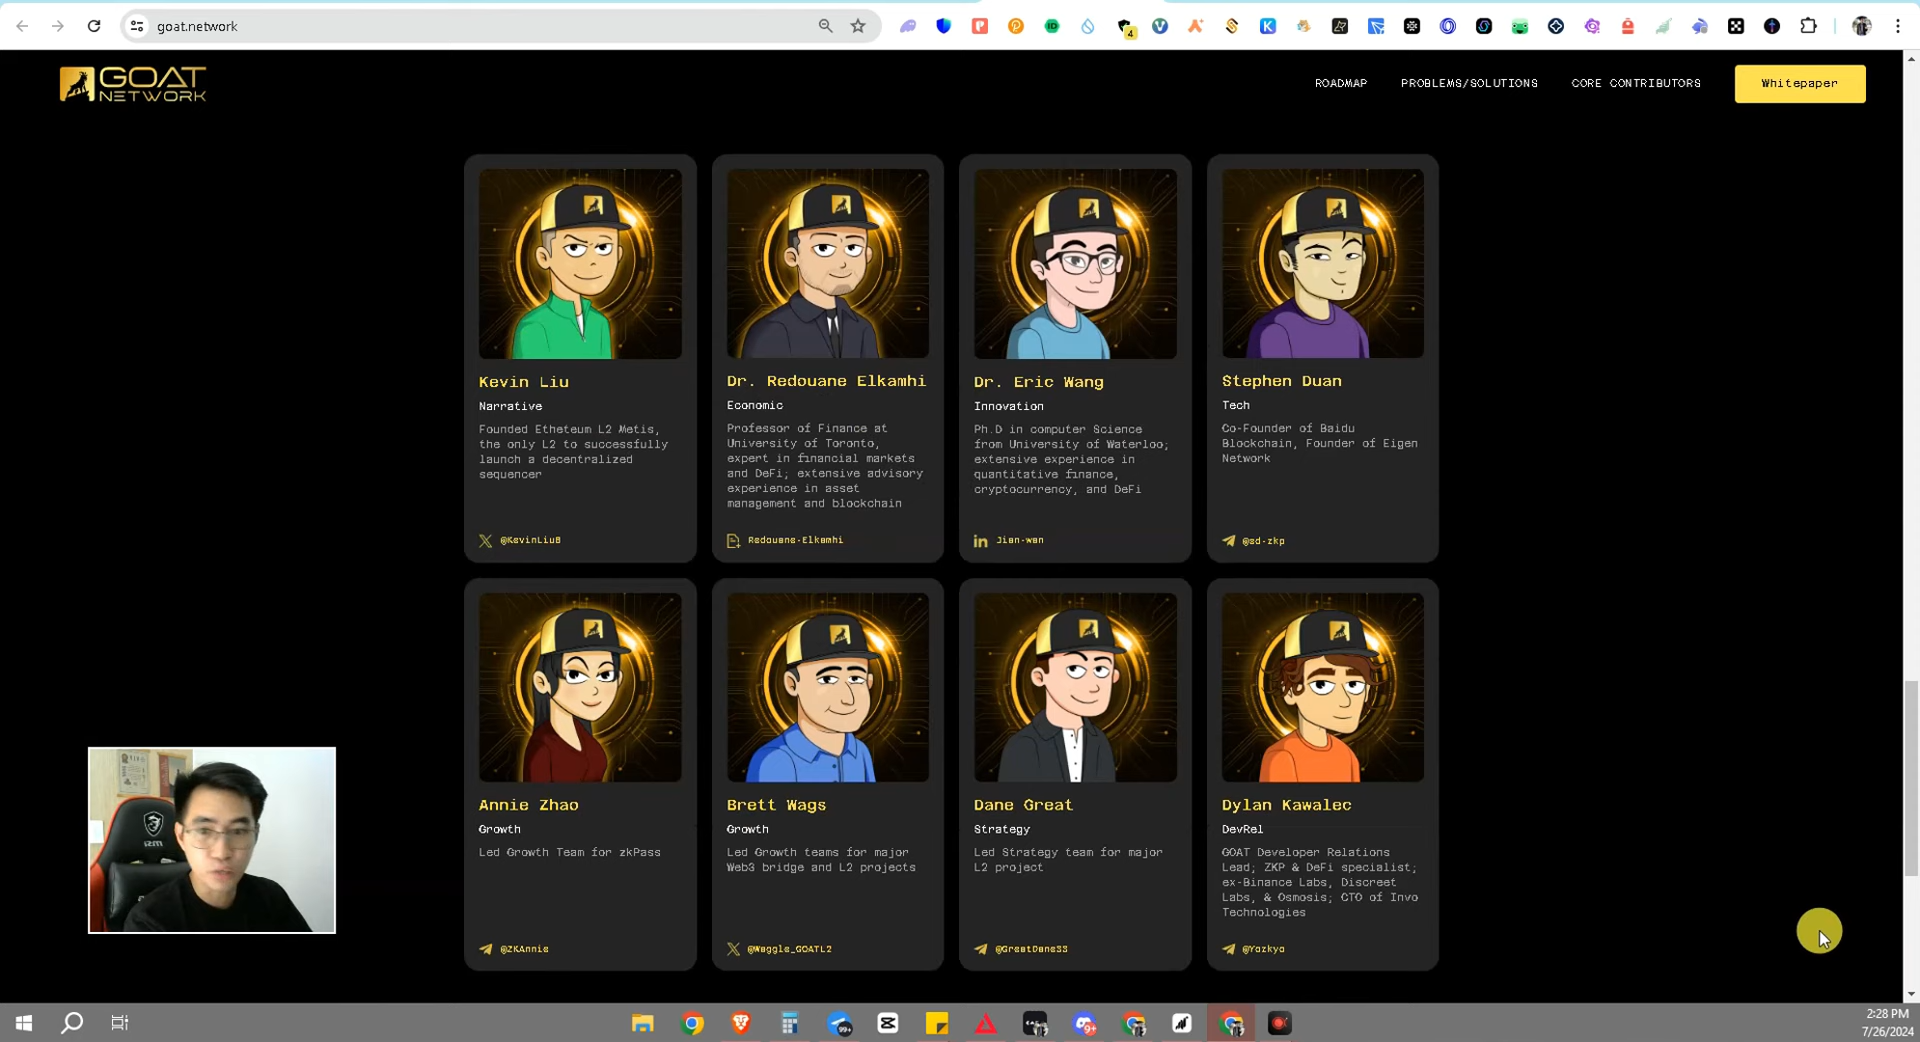 goat.network
4
GOAT
NETWORK
ROADMAP
PROBLEMS/SOLUTIONS
CORE CONTRIBUTORS
Whitepaper
Kevin Liu
Narrative
Founded Etheteum L2 Metis,
the only L2 to successfully
launch a decentralized
sequencer
Dr. Redouane Elkamhi
Economic
Professor of Finance at
University of Toronto,
expert in financial markets
and DeFi; extensive advisory
experience in asset
management and blockchain
Redouane-Elkamhi
Dr. Eric Wang
Innovation
Ph.D in computer Science
from University of Waterloo;
extensive experience in
quantitative finance,
cryptocurrency, and DeFi
Jian-wan
Stephen Duan
Tech
Co-Founder of Baidu
Blockchain, Founder of Eigen
Network
@sd-zkp
Annie Zhao
Growth
Led Growth Team for zkPass
@ZKAnnie
Brett Wags
Growth
Led Growth teams for major
Web3 bridge and L2 projects
@Waggle_GOATL2
Dane Great
Strategy
Led Strategy team for major
L2 project
@GreatDane33
Dylan Kawalec
DevRel
GOAT Developer Relations
Lead; ZKP & DeFi specialist;
ex-Binance Labs, Discreet
Labs, & Osmosis; CTO of Invo
Technologies
99+
9+
2:28 PM
7/26/2024